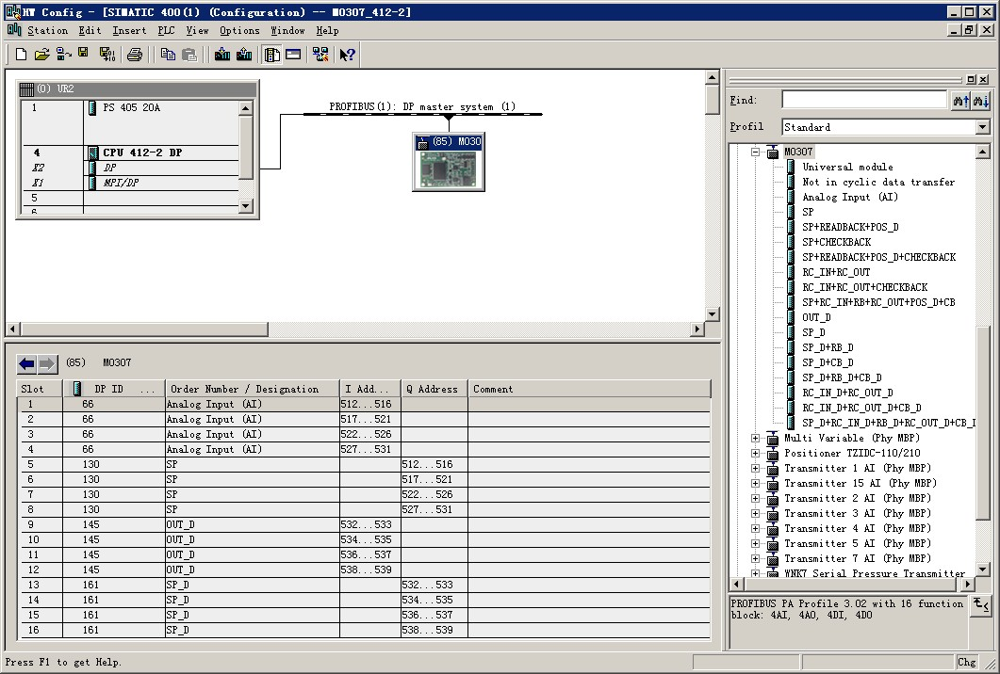 HW Config - [SIMATIC 400(1) (Configuration) -- M0307_412-2]
Station Edit Insert PLC View Options Window Help
(0) UR2
1 PS 405 20A
4 CPU 412-2 DP
X2 DP
X1 MPI/DP
5
6
PROFIBUS(1): DP master system (1)
(85) M030
Find:
Profil Standard
M0307
Universal module
Not in cyclic data transfer
Analog Input (AI)
SP
SP+READBACK+POS_D
SP+CHECKBACK
SP+READBACK+POS_D+CHECKBACK
RC_IN+RC_OUT
RC_IN+RC_OUT+CHECKBACK
SP+RC_IN+RB+RC_OUT+POS_D+CB
OUT_D
SP_D
SP_D+RB_D
SP_D+CB_D
SP_D+RB_D+CB_D
RC_IN_D+RC_OUT_D
RC_IN_D+RC_OUT_D+CB_D
SP_D+RC_IN_D+RB_D+RC_OUT_D+CB_D
Multi Variable (Phy MBP)
Positioner TZIDC-110/210
Transmitter 1 AI (Phy MBP)
Transmitter 15 AI (Phy MBP)
Transmitter 2 AI (Phy MBP)
Transmitter 3 AI (Phy MBP)
Transmitter 4 AI (Phy MBP)
Transmitter 5 AI (Phy MBP)
Transmitter 7 AI (Phy MBP)
WNK7 Serial Pressure Transmitter
PROFIBUS PA Profile 3.02 with 16 function
block: 4AI, 4AO, 4DI, 4DO
(85) M0307
Slot DP ID ... Order Number / Designation I Add... Q Address Comment
1 66 Analog Input (AI) 512...516
2 66 Analog Input (AI) 517...521
3 66 Analog Input (AI) 522...526
4 66 Analog Input (AI) 527...531
5 130 SP 512...516
6 130 SP 517...521
7 130 SP 522...526
8 130 SP 527...531
9 145 OUT_D 532...533
10 145 OUT_D 534...535
11 145 OUT_D 536...537
12 145 OUT_D 538...539
13 161 SP_D 532...533
14 161 SP_D 534...535
15 161 SP_D 536...537
16 161 SP_D 538...539
Press F1 to get Help.
Chg